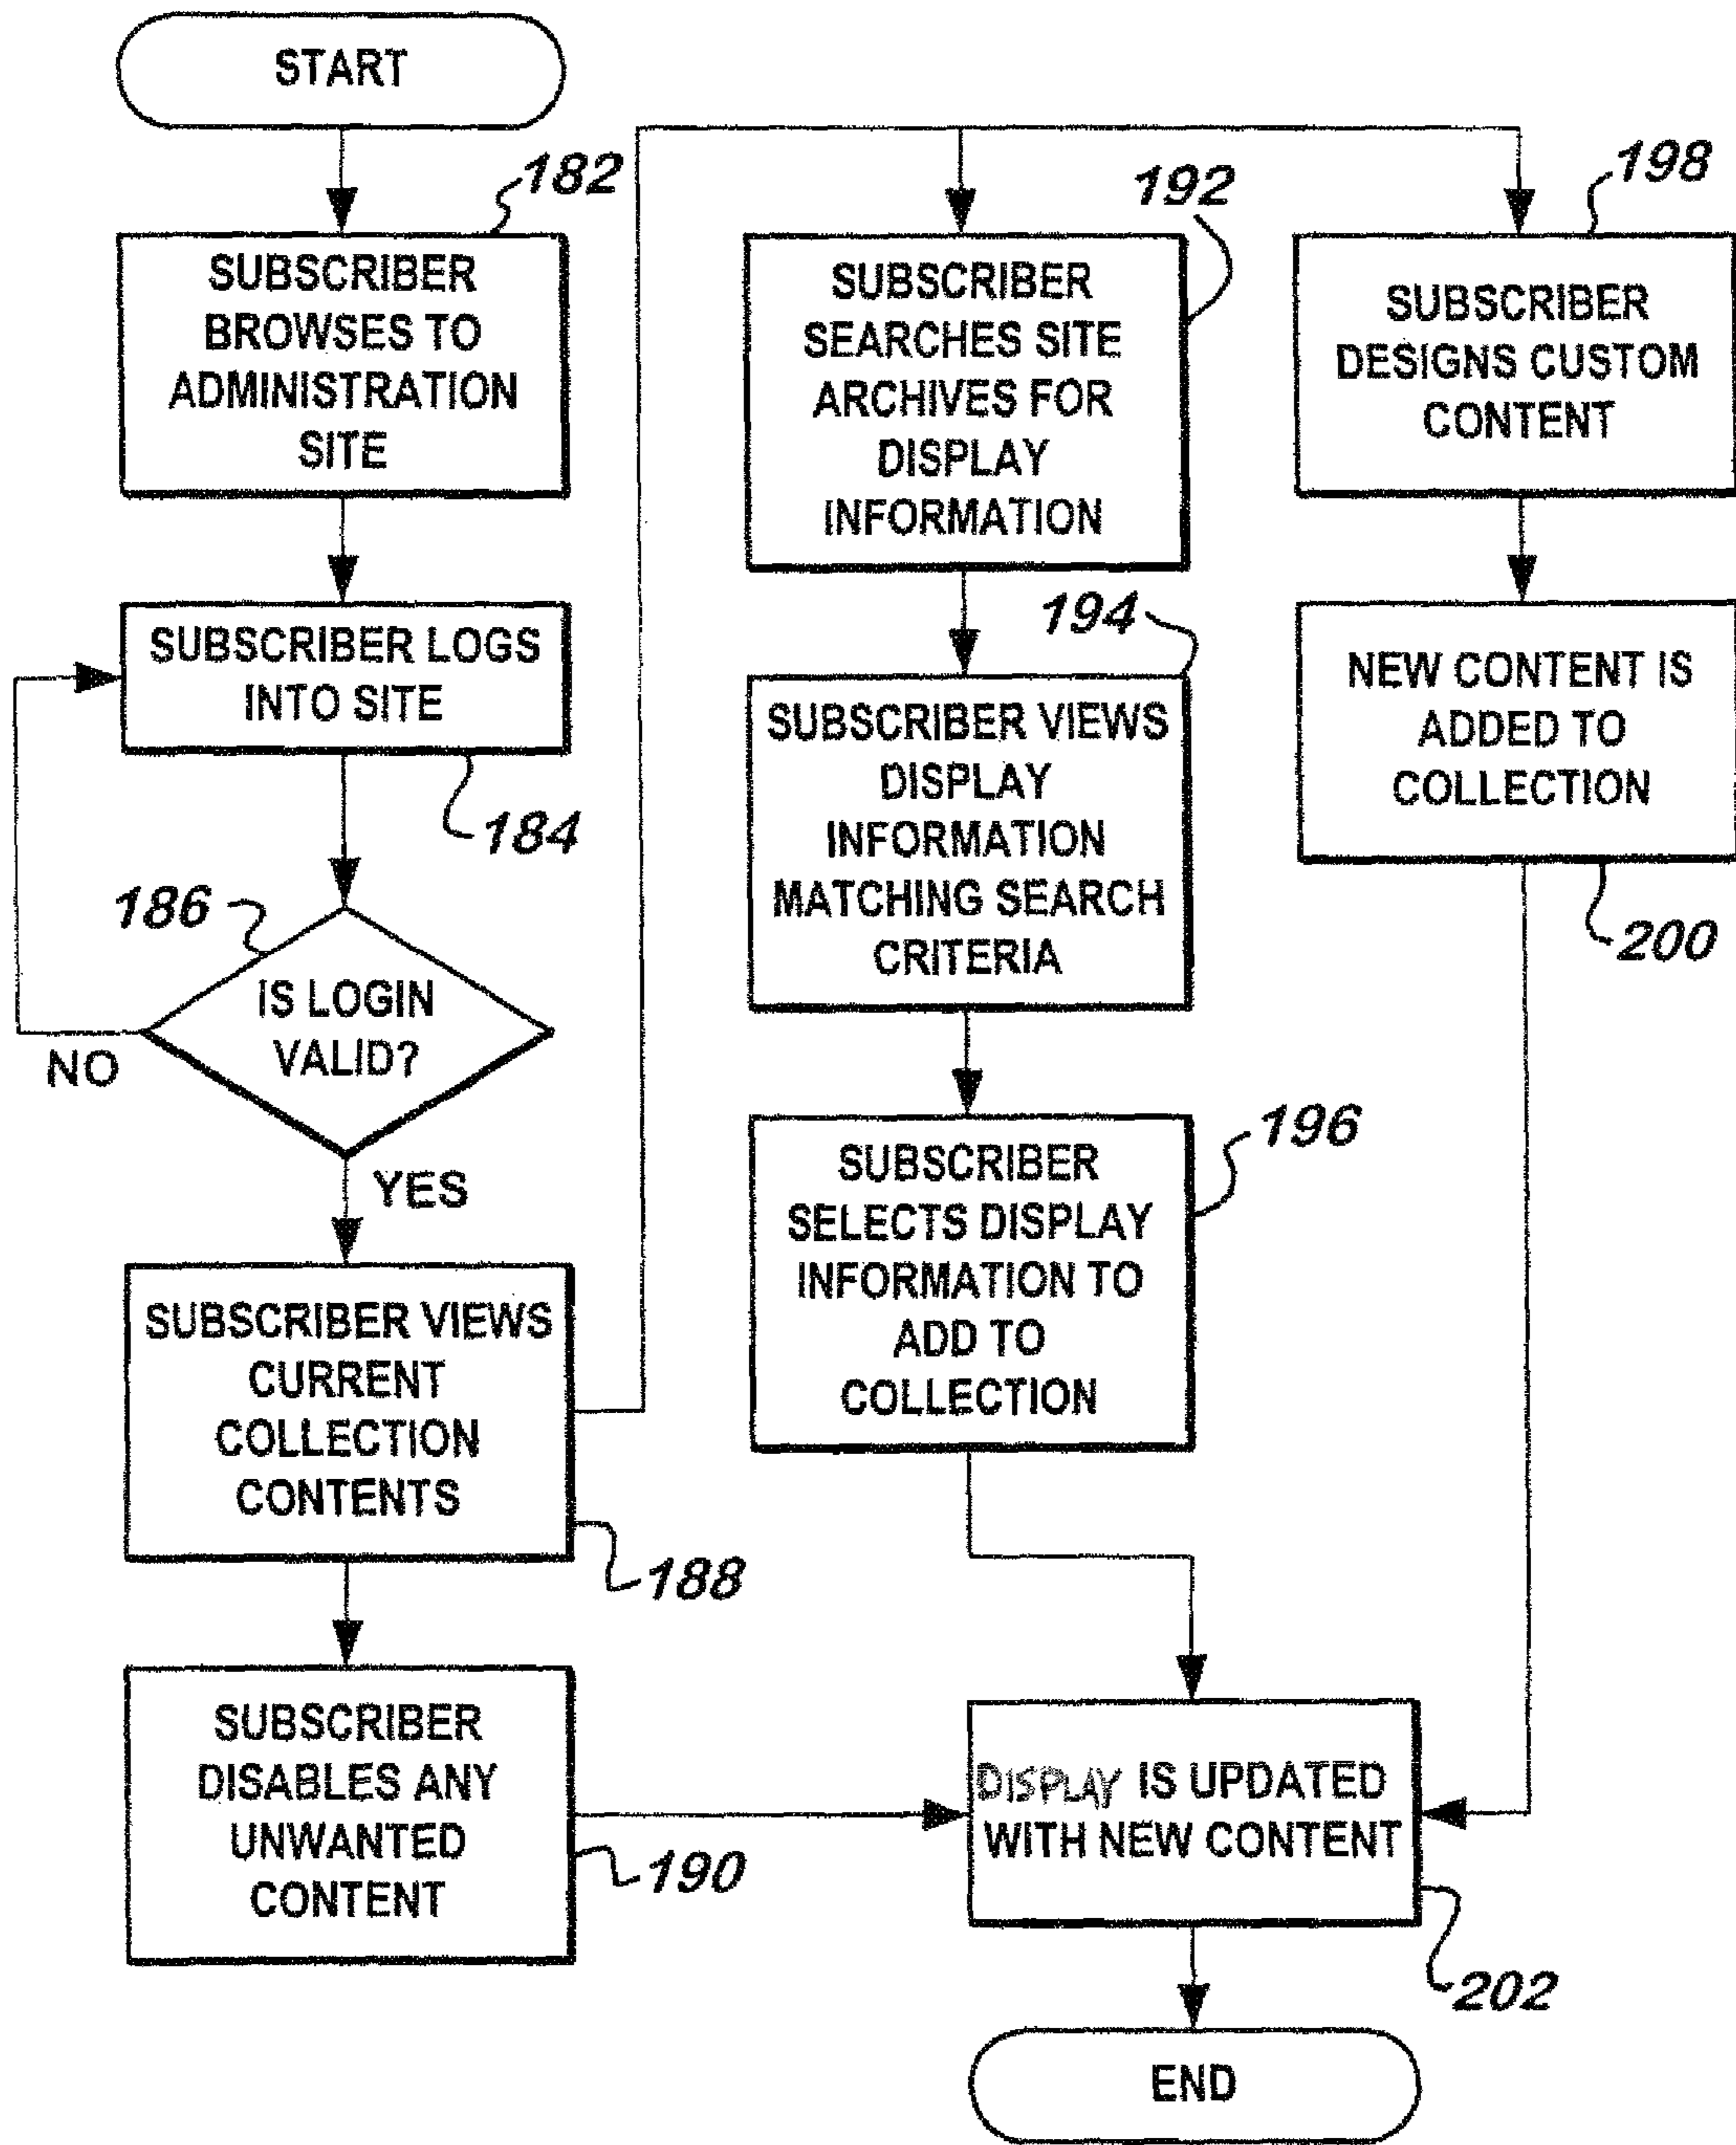 START
182
SUBSCRIBER
BROWSES TO
ADMINISTRATION
SITE
SUBSCRIBER LOGS
INTO SITE
184
186
IS LOGIN
VALID?
NO
YES
SUBSCRIBER VIEWS
CURRENT
COLLECTION
CONTENTS
188
SUBSCRIBER
DISABLES ANY
UNWANTED
CONTENT
190
192
SUBSCRIBER
SEARCHES SITE
ARCHIVES FOR
DISPLAY
INFORMATION
194
SUBSCRIBER VIEWS
DISPLAY
INFORMATION
MATCHING SEARCH
CRITERIA
196
SUBSCRIBER
SELECTS DISPLAY
INFORMATION TO
ADD TO
COLLECTION
198
SUBSCRIBER
DESIGNS CUSTOM
CONTENT
NEW CONTENT IS
ADDED TO
COLLECTION
200
DISPLAY IS UPDATED
WITH NEW CONTENT
202
END